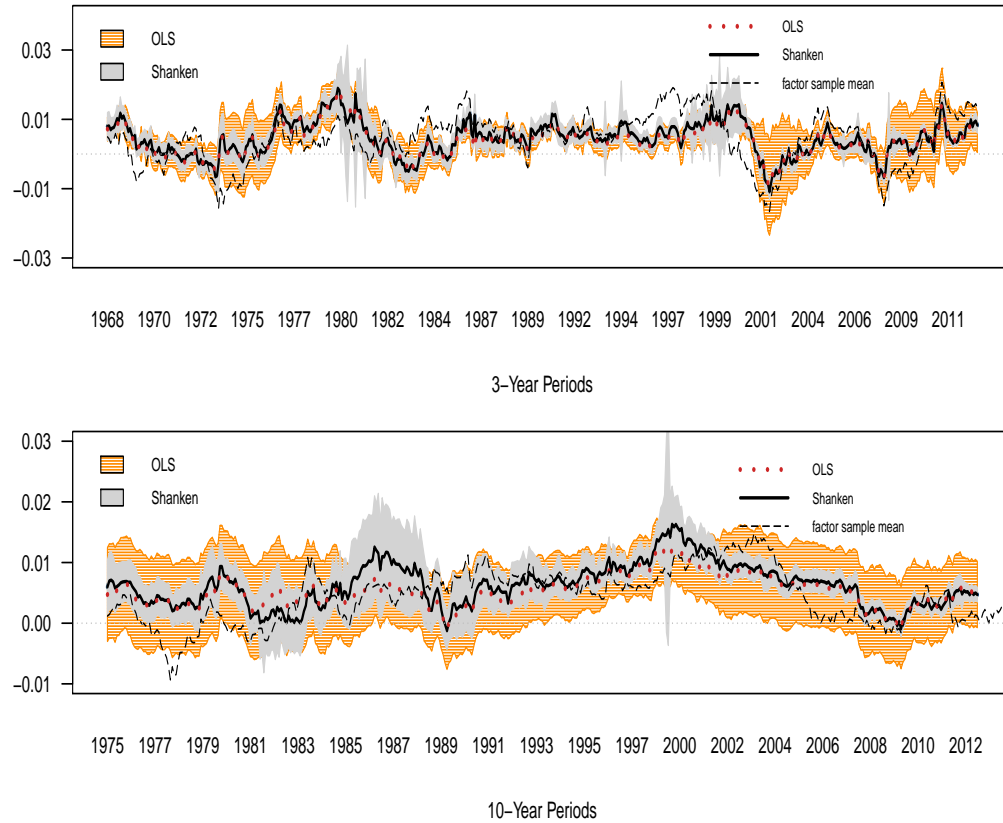 0.03
0.01
−0.01
−0.03
OLS
Shanken
OLS
Shanken
factor sample mean
1968 1970 1972 1975 1977 1980 1982 1984 1987 1989 1992 1994 1997 1999 2001 2004 2006 2009 2011
3−Year Periods
0.03
0.02
0.01
0.00
−0.01
OLS
Shanken
OLS
Shanken
factor sample mean
1975 1977 1979 1981 1983 1985 1987 1989 1991 1993 1995 1997 2000 2002 2004 2006 2008 2010 2012
10−Year Periods